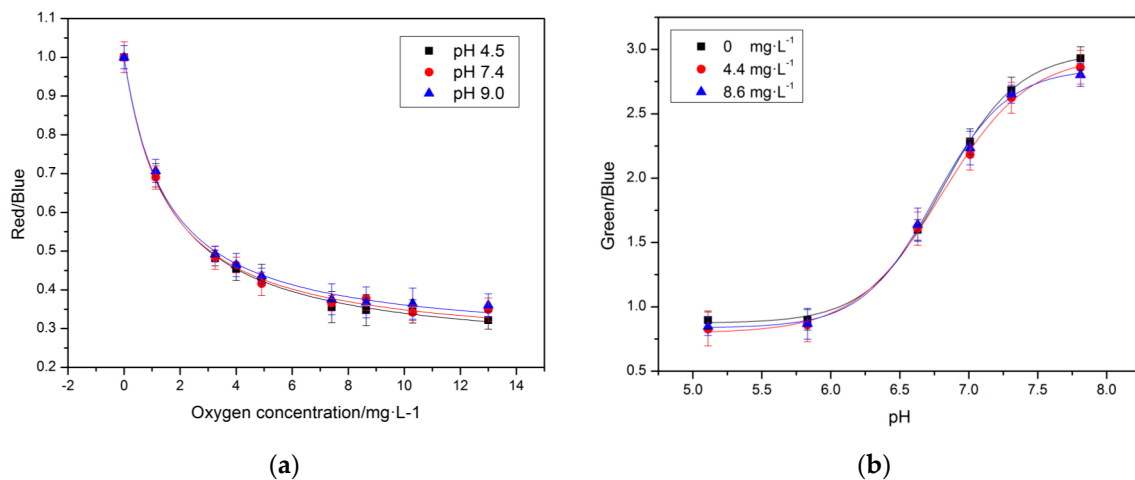 1.1
1.0
0.9
0.8
0.7
0.6
0.5
0.4
0.3
0.2
Red/Blue
pH 4.5
pH 7.4
pH 9.0
-2 0 2 4 6 8 10 12 14
Oxygen concentration/mg·L-1
(a)
3.0
2.5
2.0
1.5
1.0
0.5
Green/Blue
0 mg·L⁻¹
4.4 mg·L⁻¹
8.6 mg·L⁻¹
5.0 5.5 6.0 6.5 7.0 7.5 8.0
pH
(b)